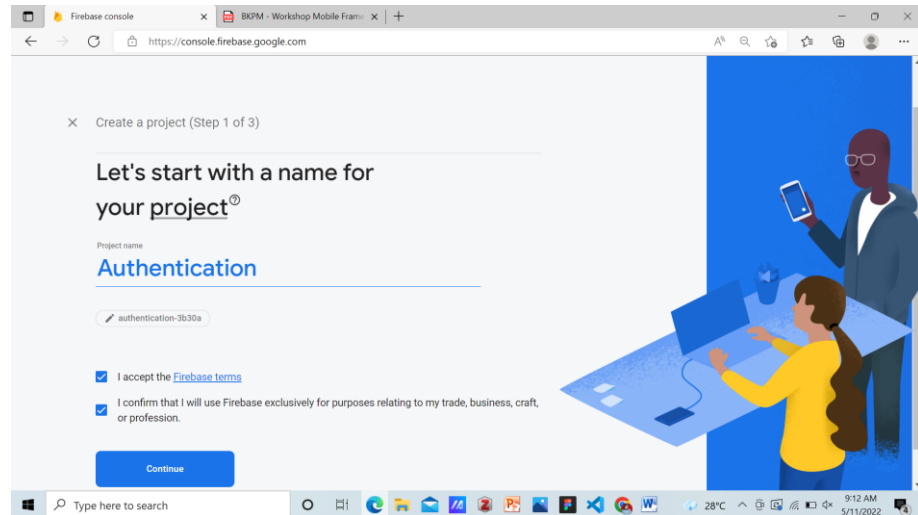 Firebase console
BKPM - Workshop Mobile Frame
https://console.firebase.google.com
Create a project (Step 1 of 3)
Let's start with a name for
your project
Project name
Authentication
authentication-3b30a
I accept the Firebase terms
I confirm that I will use Firebase exclusively for purposes relating to my trade, business, craft,
or profession.
Continue
Type here to search
28°C
9:12 AM
5/11/2022